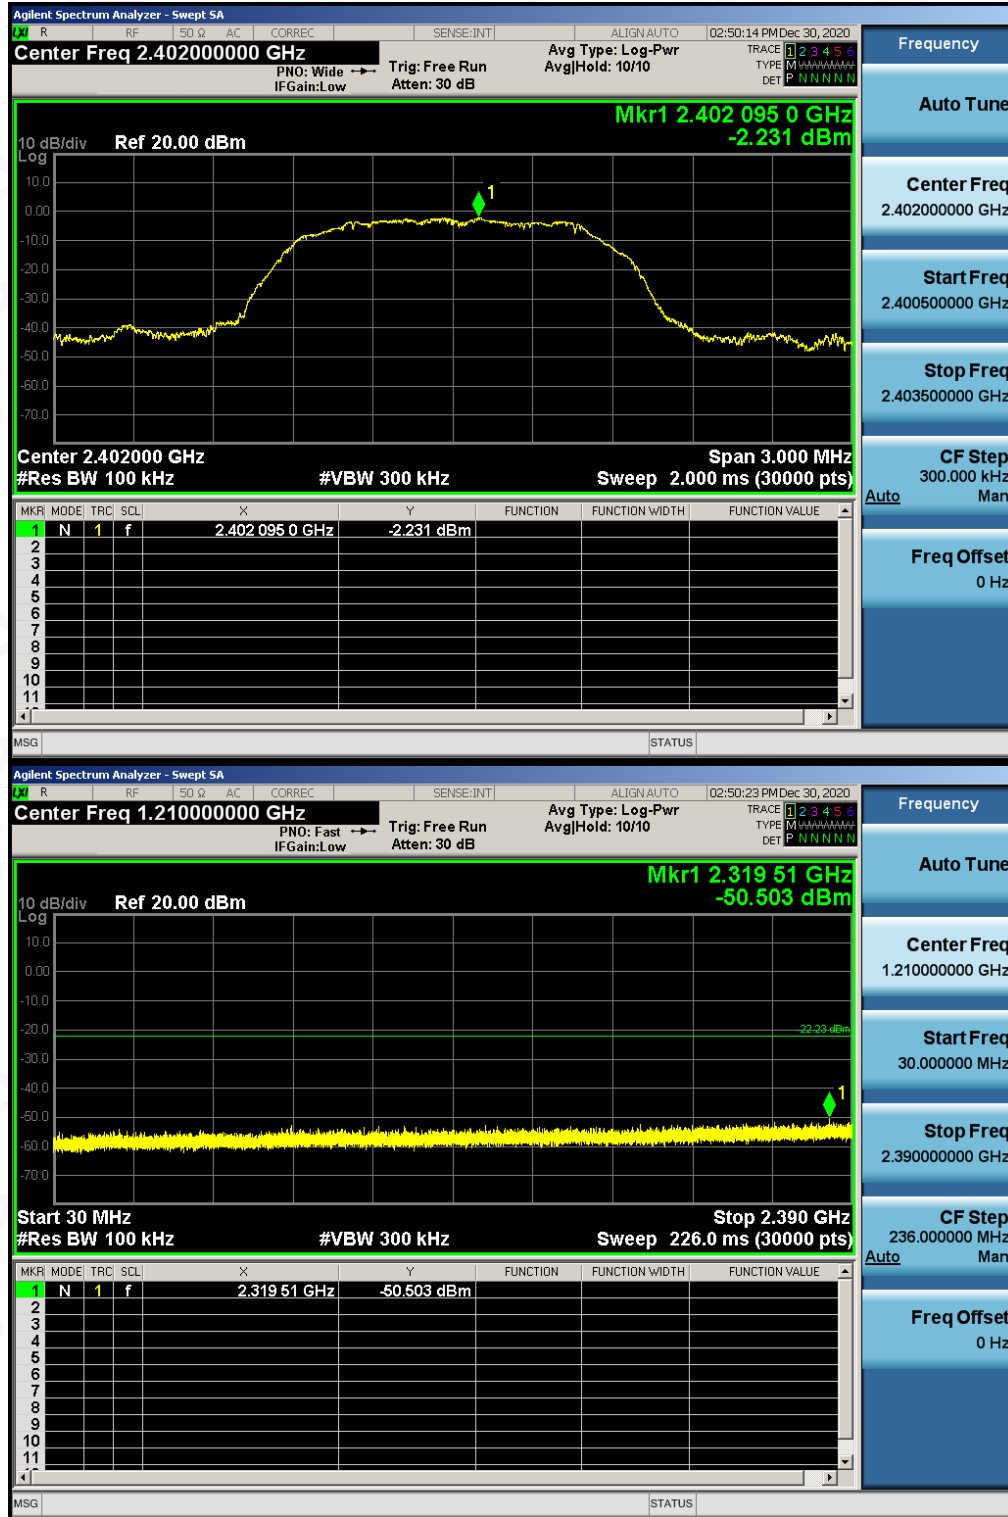 Agilent Spectrum Analyzer - Swept SA
LXI R RF 50 Ω AC CORREC SENSE:INT ALIGN AUTO 02:50:14 PM Dec 30, 2020
Center Freq 2.402000000 GHz
PNO: Wide
IFGain:Low
Trig: Free Run
Atten: 30 dB
Avg Type: Log-Pwr
Avg|Hold: 10/10
TRACE 1 2 3 4 5 6
TYPE M WWWWW
DET P N N N N N
Mkr1 2.402 095 0 GHz
-2.231 dBm
10 dB/div Ref 20.00 dBm
Log
10.0
0.00
-10.0
-20.0
-30.0
-40.0
-50.0
-60.0
-70.0
1
Center 2.402000 GHz Span 3.000 MHz
#Res BW 100 kHz #VBW 300 kHz Sweep 2.000 ms (30000 pts)
MKR MODE TRC SCL X Y FUNCTION FUNCTION WIDTH FUNCTION VALUE
1 N 1 f 2.402 095 0 GHz -2.231 dBm
2
3
4
5
6
7
8
9
10
11
MSG STATUS
Frequency
Auto Tune
Center Freq
2.402000000 GHz
Start Freq
2.400500000 GHz
Stop Freq
2.403500000 GHz
CF Step
300.000 kHz
Auto Man
Freq Offset
0 Hz
Agilent Spectrum Analyzer - Swept SA
LXI R RF 50 Ω AC CORREC SENSE:INT ALIGN AUTO 02:50:23 PM Dec 30, 2020
Center Freq 1.210000000 GHz
PNO: Fast
IFGain:Low
Trig: Free Run
Atten: 30 dB
Avg Type: Log-Pwr
Avg|Hold: 10/10
TRACE 1 2 3 4 5 6
TYPE M WWWWW
DET P N N N N N
Mkr1 2.319 51 GHz
-50.503 dBm
10 dB/div Ref 20.00 dBm
Log
10.0
0.00
-10.0
-20.0
-30.0
-40.0
-50.0
-60.0
-70.0
-22.23 dBm
1
Start 30 MHz Stop 2.390 GHz
#Res BW 100 kHz #VBW 300 kHz Sweep 226.0 ms (30000 pts)
MKR MODE TRC SCL X Y FUNCTION FUNCTION WIDTH FUNCTION VALUE
1 N 1 f 2.319 51 GHz -50.503 dBm
2
3
4
5
6
7
8
9
10
11
MSG STATUS
Frequency
Auto Tune
Center Freq
1.210000000 GHz
Start Freq
30.000000 MHz
Stop Freq
2.390000000 GHz
CF Step
236.000000 MHz
Auto Man
Freq Offset
0 Hz